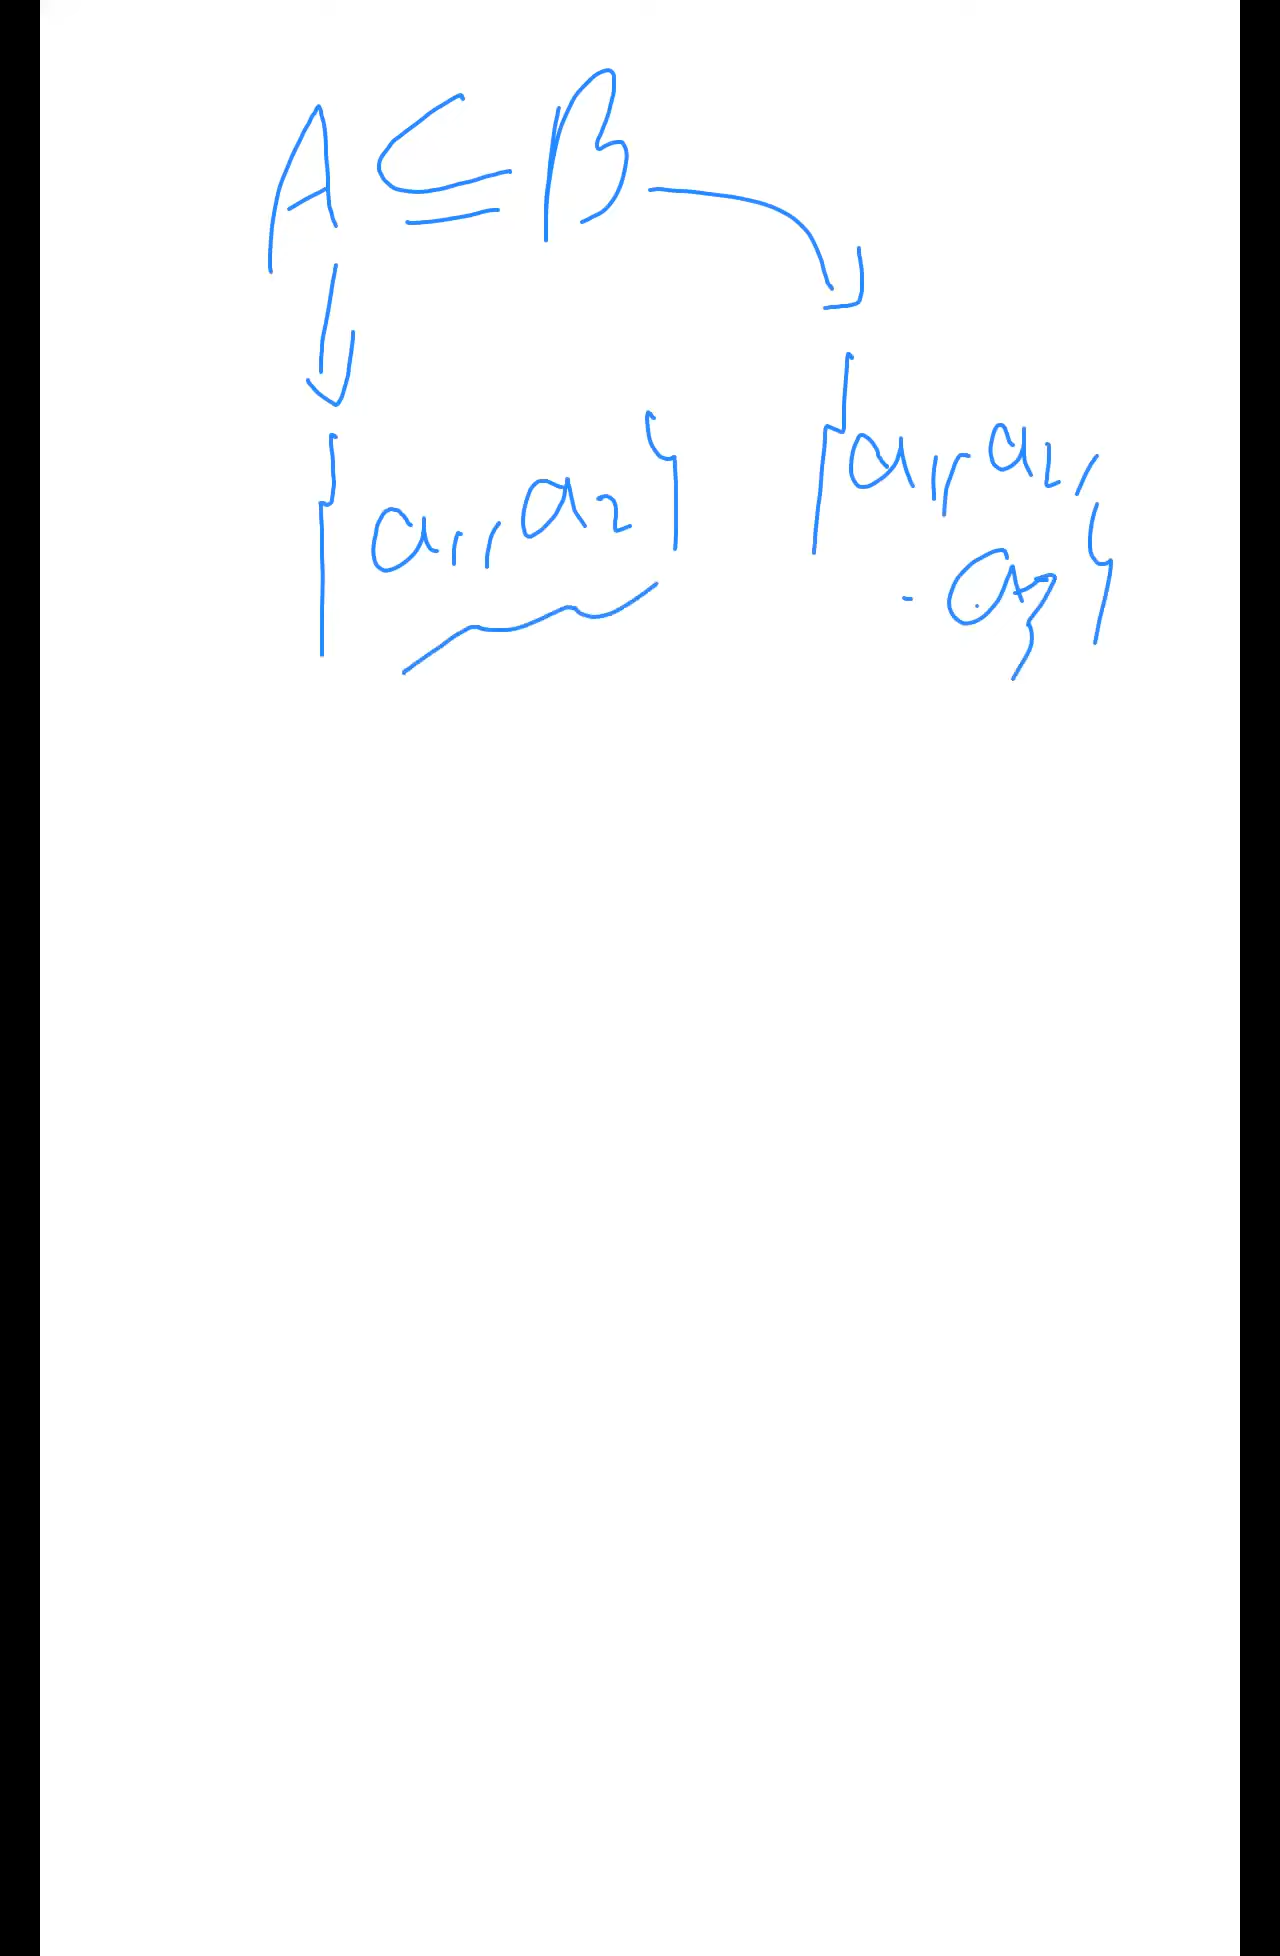 A ⊆ B
{a₁, a₂}
{a₁, a₂,
a₃}